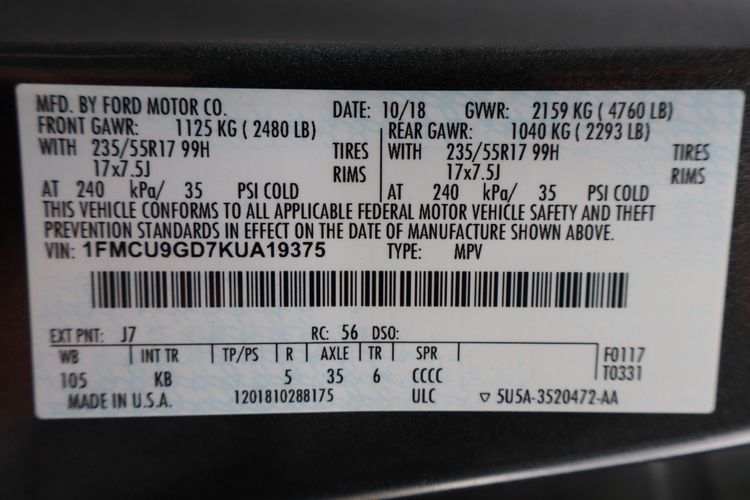 MFD. BY FORD MOTOR CO. DATE: 10/18 GVWR: 2159 KG ( 4760 LB)
FRONT GAWR: 1125 KG ( 2480 LB) REAR GAWR: 1040 KG ( 2293 LB)
WITH 235/55R17 99H TIRES WITH 235/55R17 99H TIRES
17x7.5J RIMS 17x7.5J RIMS
AT 240 kPa/ 35 PSI COLD AT 240 kPa/ 35 PSI COLD
THIS VEHICLE CONFORMS TO ALL APPLICABLE FEDERAL MOTOR VEHICLE SAFETY AND THEFT
PREVENTION STANDARDS IN EFFECT ON THE DATE OF MANUFACTURE SHOWN ABOVE.
VIN: 1FMCU9GD7KUA19375 TYPE: MPV
EXT PNT: J7 RC: 56 DSO:
WB INT TR TP/PS R AXLE TR SPR F0117
105 KB 5 35 6 CCCC T0331
MADE IN U.S.A. 1201810288175 ULC ▽ 5U5A-3520472-AA